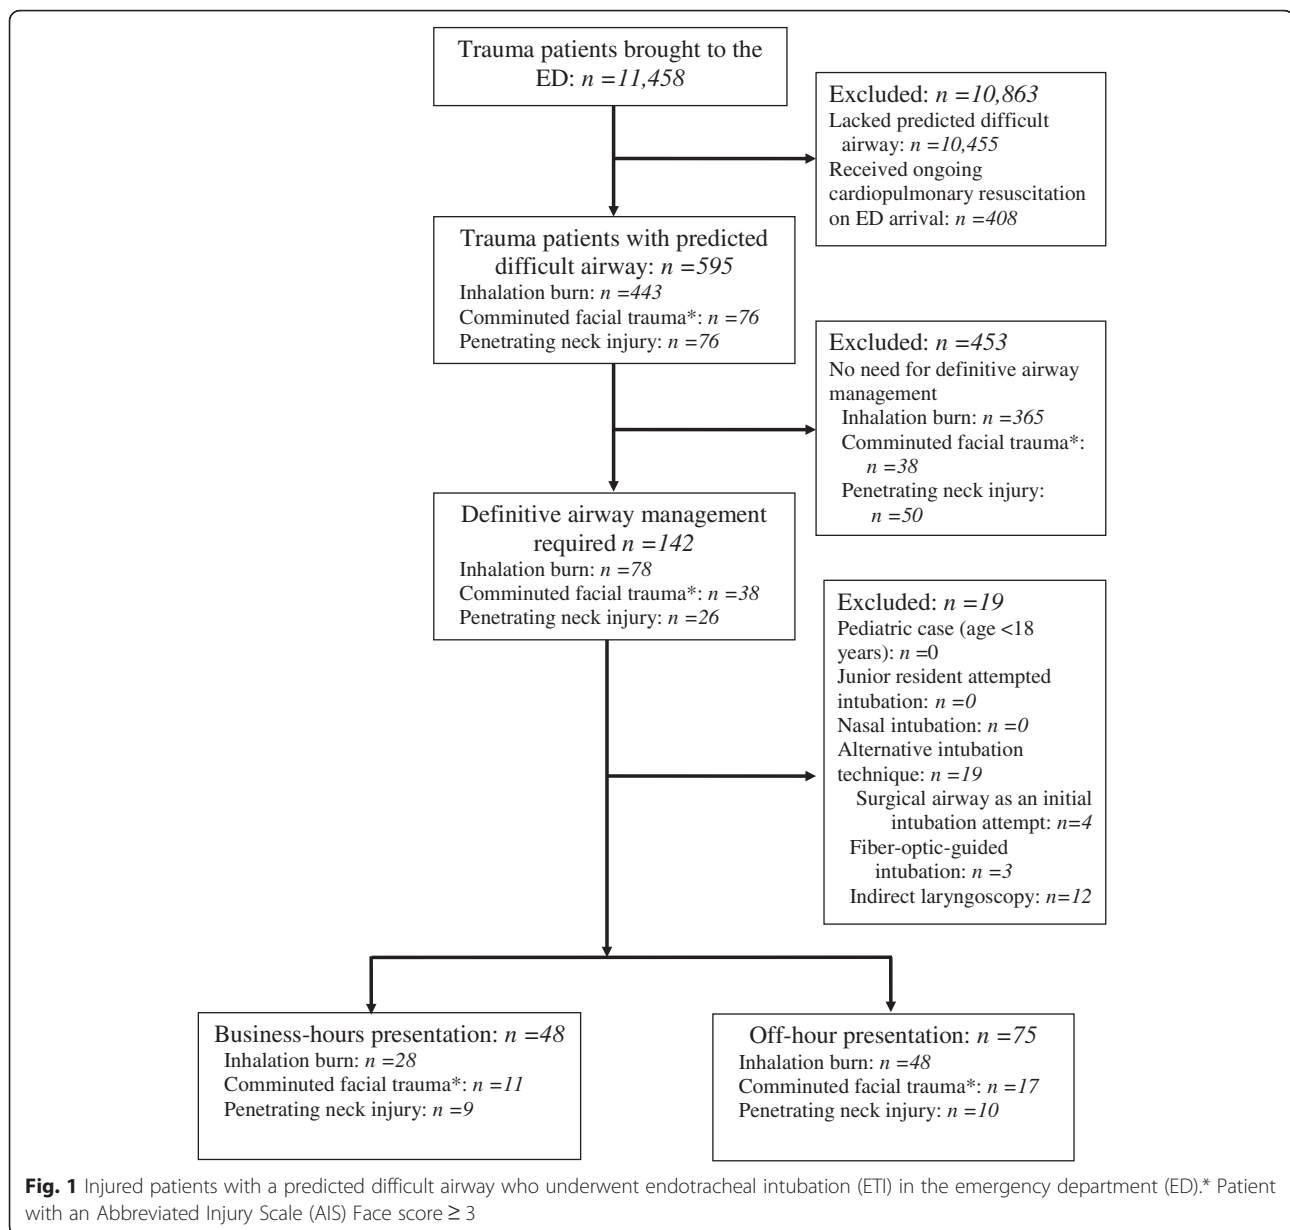 Trauma patients brought to the
ED: n =11,458
Excluded: n =10,863
Lacked predicted difficult
airway: n =10,455
Received ongoing
cardiopulmonary resuscitation
on ED arrival: n =408
Trauma patients with predicted
difficult airway: n =595
Inhalation burn: n =443
Comminuted facial trauma*: n =76
Penetrating neck injury: n =76
Excluded: n =453
No need for definitive airway
management
Inhalation burn: n =365
Comminuted facial trauma*:
n =38
Penetrating neck injury:
n =50
Definitive airway management
required n =142
Inhalation burn: n =78
Comminuted facial trauma*: n =38
Penetrating neck injury: n =26
Excluded: n =19
Pediatric case (age <18
years): n =0
Junior resident attempted
intubation: n =0
Nasal intubation: n =0
Alternative intubation
technique: n =19
Surgical airway as an initial
intubation attempt: n=4
Fiber-optic-guided
intubation: n =3
Indirect laryngoscopy: n=12
Business-hours presentation: n =48
Inhalation burn: n =28
Comminuted facial trauma*: n =11
Penetrating neck injury: n =9
Off-hour presentation: n =75
Inhalation burn: n =48
Comminuted facial trauma*: n =17
Penetrating neck injury: n =10
Fig. 1 Injured patients with a predicted difficult airway who underwent endotracheal intubation (ETI) in the emergency department (ED).* Patient
with an Abbreviated Injury Scale (AIS) Face score ≥ 3